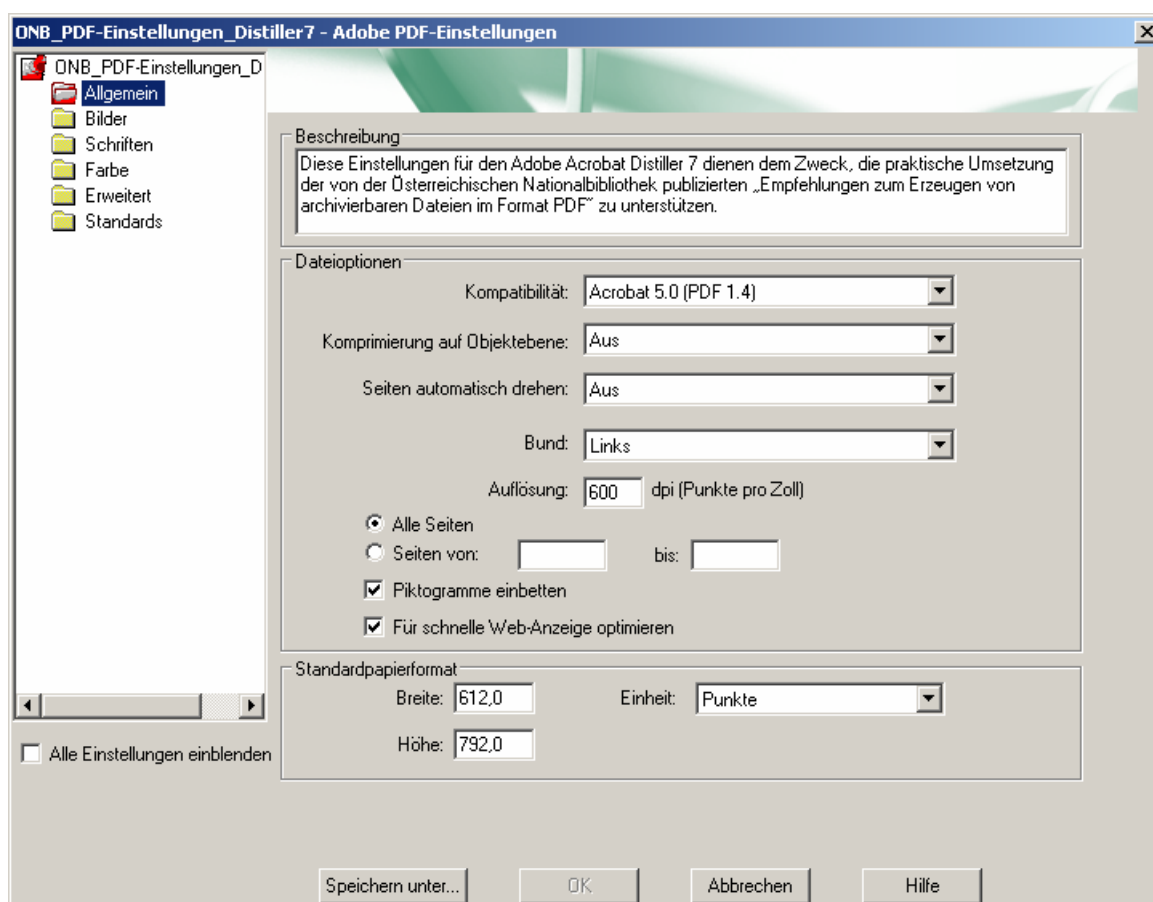 ONB_PDF-Einstellungen_Distiller7 - Adobe PDF-Einstellungen
ONB_PDF-Einstellungen_D
Allgemein
Bilder
Schriften
Farbe
Erweitert
Standards
Alle Einstellungen einblenden
Beschreibung
Diese Einstellungen für den Adobe Acrobat Distiller 7 dienen dem Zweck, die praktische Umsetzung
der von der Österreichischen Nationalbibliothek publizierten „Empfehlungen zum Erzeugen von
archivierbaren Dateien im Format PDF“ zu unterstützen.
Dateioptionen
Kompatibilität: Acrobat 5.0 (PDF 1.4)
Komprimierung auf Objektebene: Aus
Seiten automatisch drehen: Aus
Bund: Links
Auflösung: 600 dpi (Punkte pro Zoll)
Alle Seiten
Seiten von: bis:
Piktogramme einbetten
Für schnelle Web-Anzeige optimieren
Standardpapierformat
Breite: 612,0 Einheit: Punkte
Höhe: 792,0
Speichern unter... OK Abbrechen Hilfe